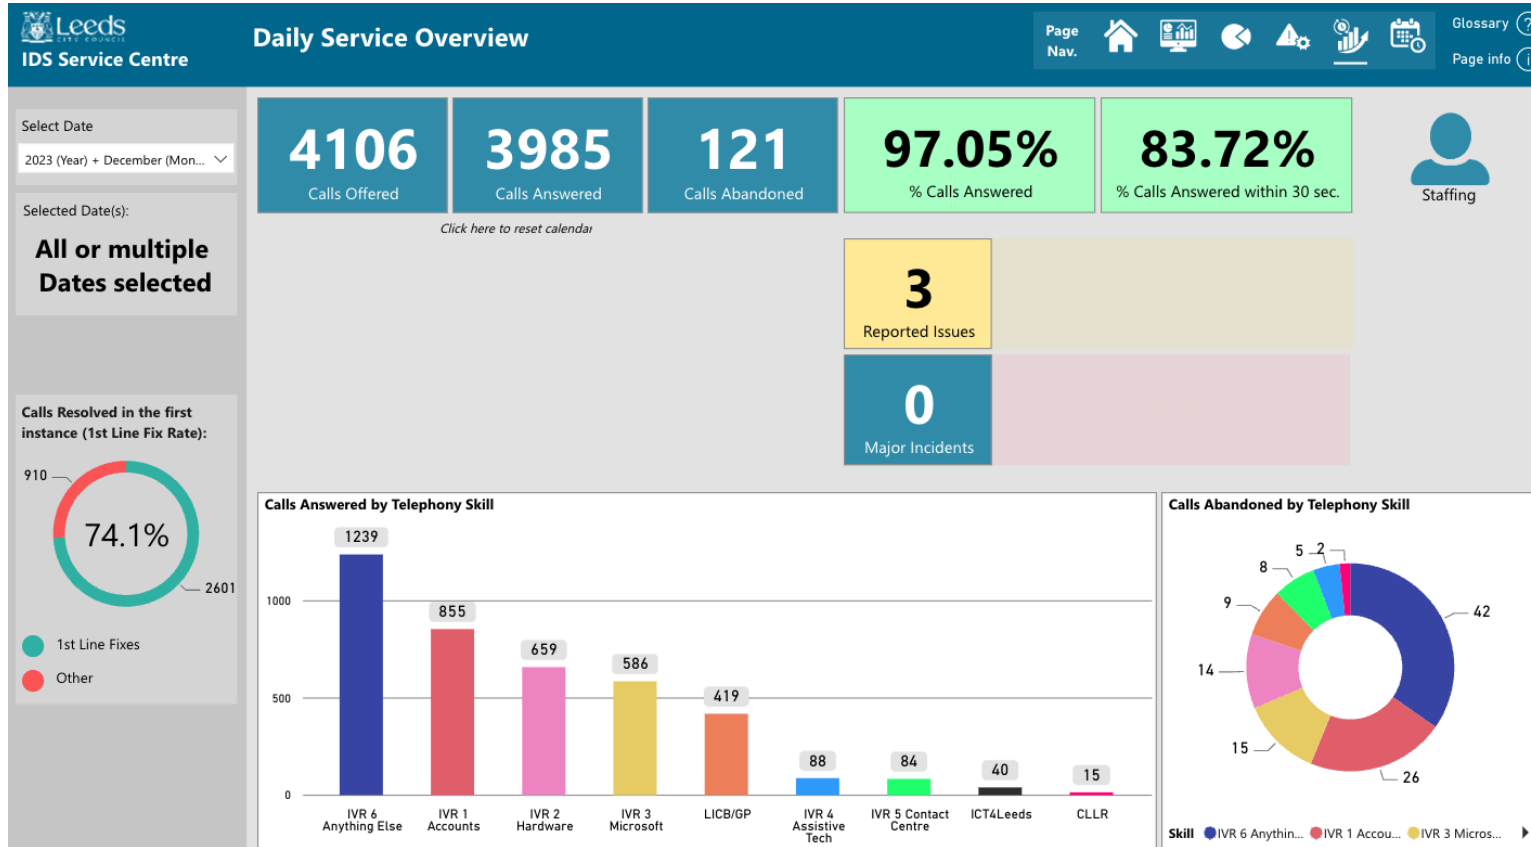 Leeds
CITY COUNCIL
IDS Service Centre
Daily Service Overview
Page
Nav.
Glossary ?
Page info i
Select Date
2023 (Year) + December (Mon...
Selected Date(s):
All or multiple
Dates selected
4106
Calls Offered
3985
Calls Answered
121
Calls Abandoned
97.05%
% Calls Answered
83.72%
% Calls Answered within 30 sec.
Staffing
Click here to reset calendar
3
Reported Issues
0
Major Incidents
Calls Resolved in the first
instance (1st Line Fix Rate):
910
74.1%
2601
1st Line Fixes
Other
Calls Answered by Telephony Skill
1000
500
0
1239
855
659
586
419
88
84
40
15
IVR 6
Anything Else
IVR 1
Accounts
IVR 2
Hardware
IVR 3
Microsoft
LICB/GP
IVR 4
Assistive
Tech
IVR 5 Contact
Centre
ICT4Leeds
CLLR
Calls Abandoned by Telephony Skill
5
2
8
9
42
14
15
26
Skill
IVR 6 Anythin...
IVR 1 Accou...
IVR 3 Micros...